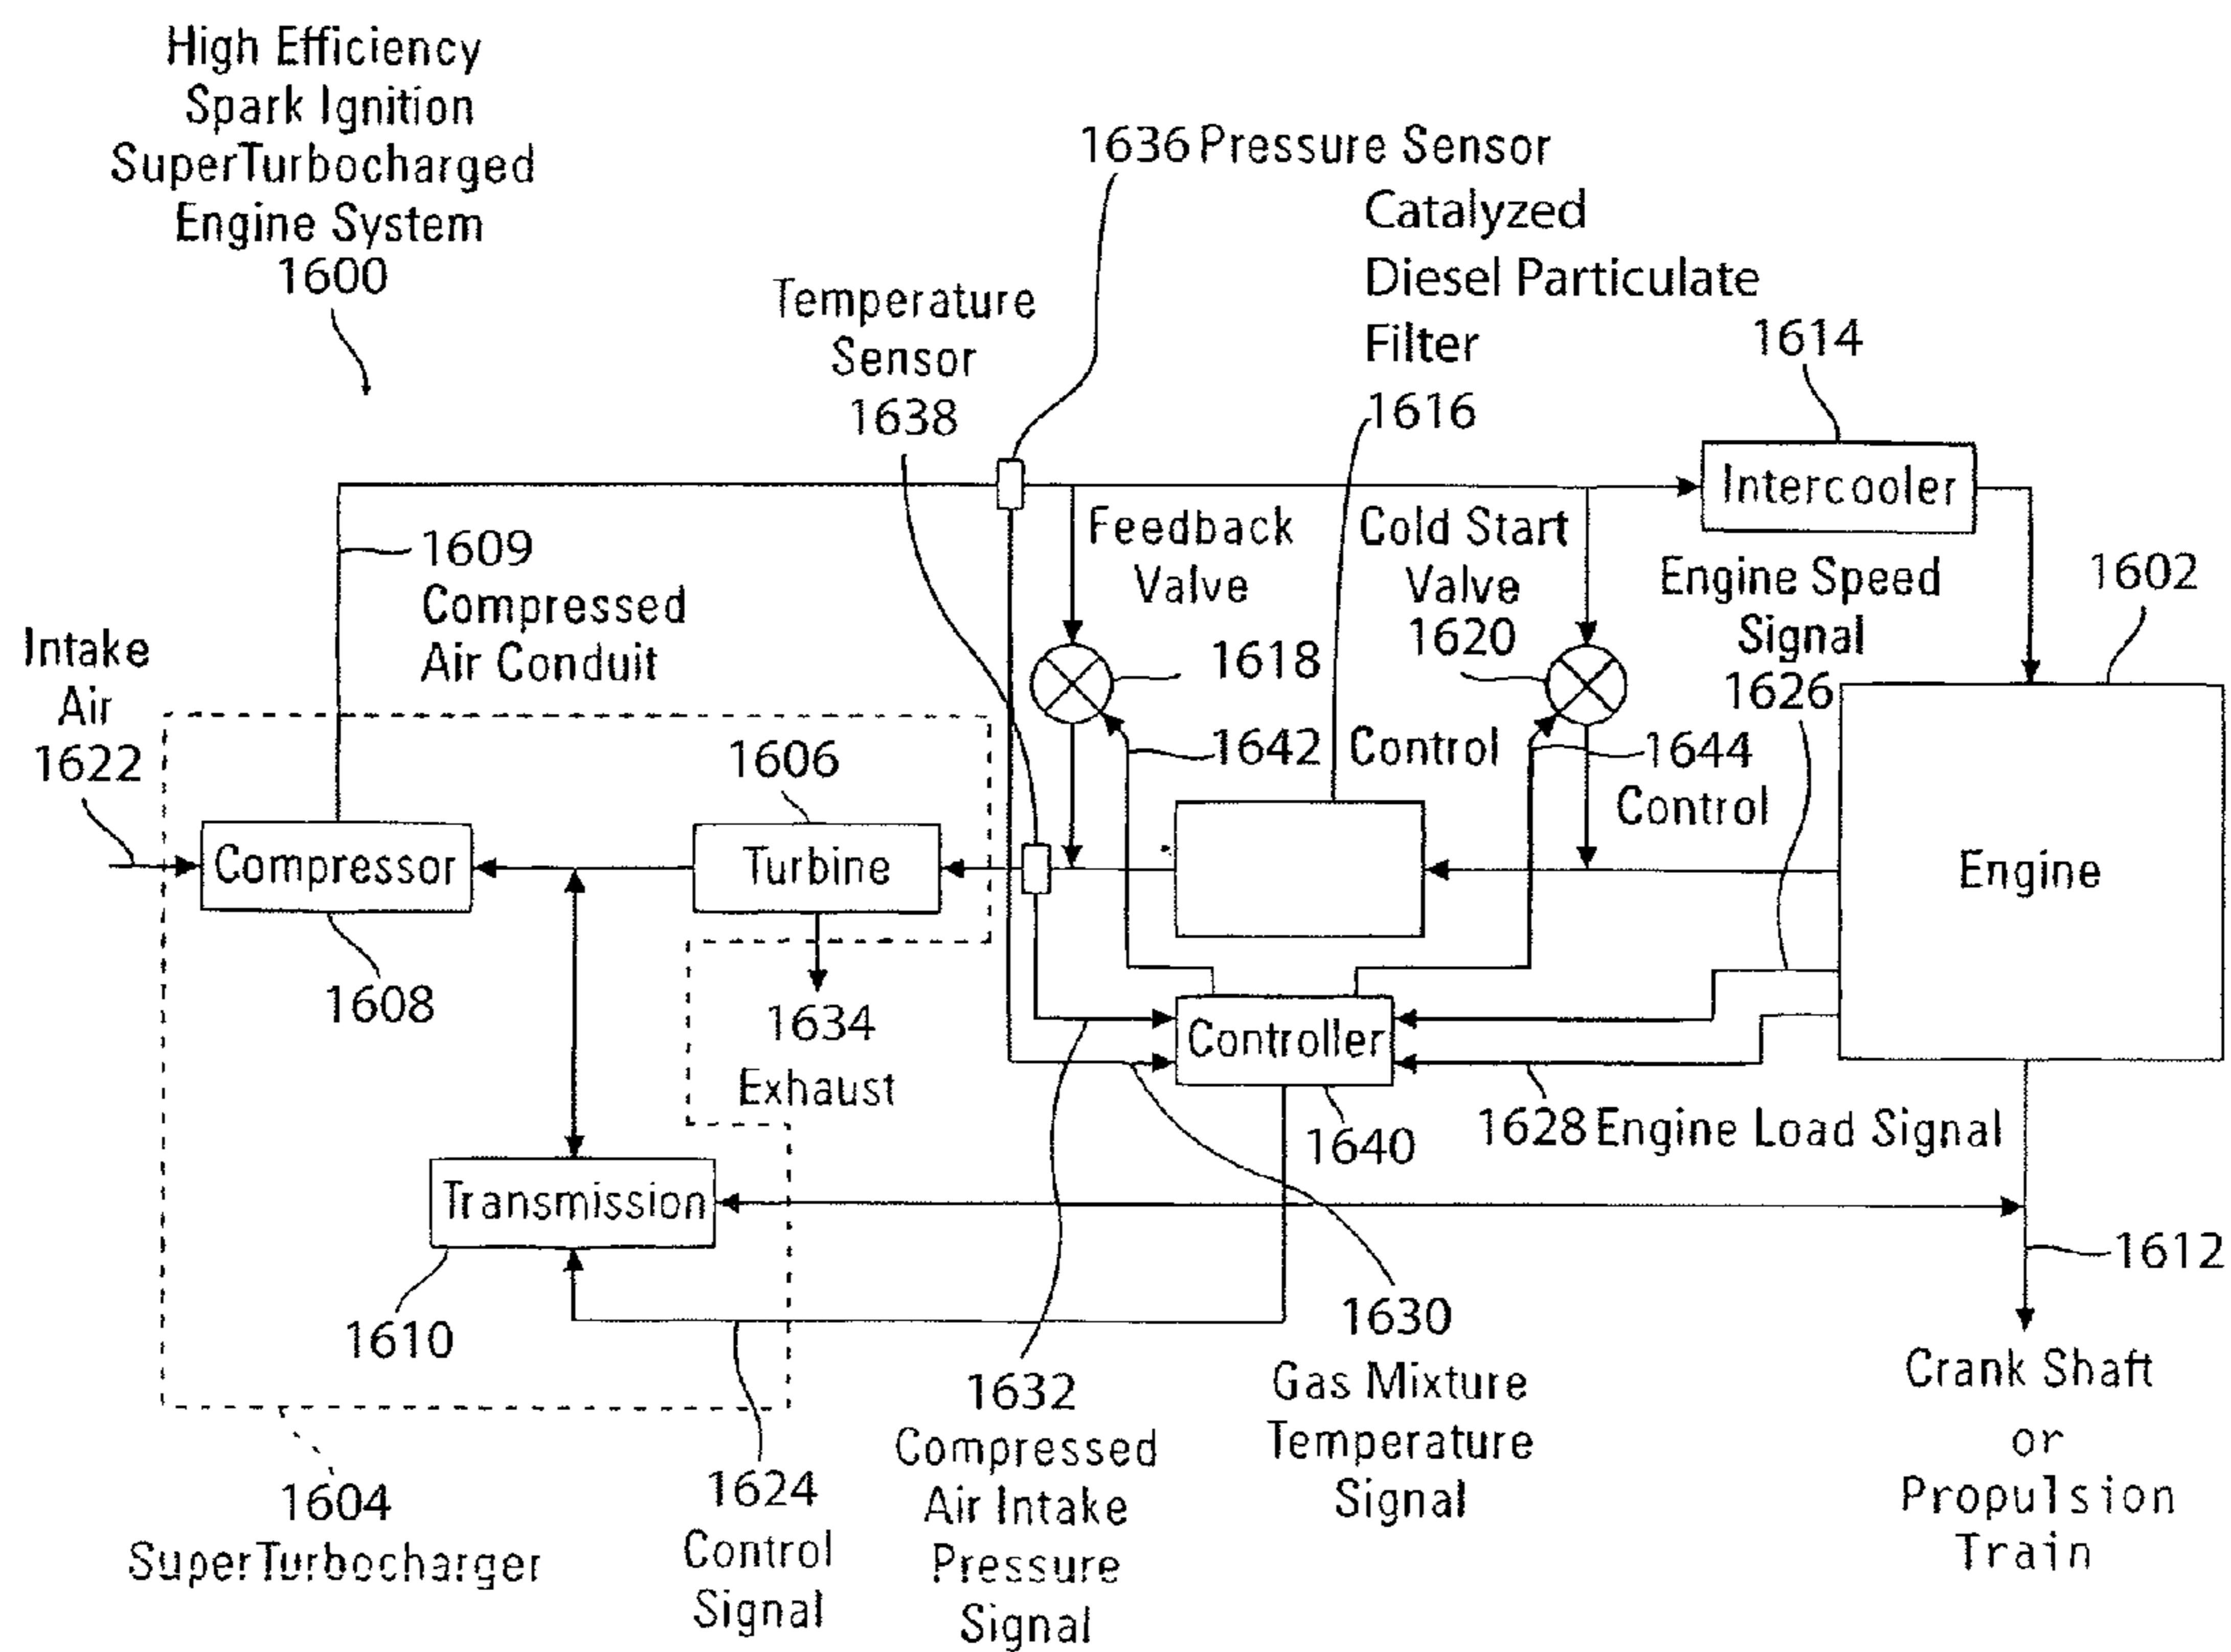 High Efficiency
Spark Ignition
SuperTurbocharged
Engine System
1600
1636 Pressure Sensor
Catalyzed
Diesel Particulate
Filter
1616
Temperature
Sensor
1638
1614
Intercooler
1609
Compressed
Air Conduit
Feedback
Valve
1618
Cold Start
Valve
1620
Engine Speed
Signal
1626
1602
Intake
Air
1622
1606
1642 Control
1644
Control
Compressor
Turbine
Engine
1608
1634
Exhaust
Controller
1640
1628 Engine Load Signal
Transmission
1610
1612
1630
Gas Mixture
Temperature
Signal
1632
Compressed
Air Intake
Pressure
Signal
Crank Shaft
or
Propulsion
Train
1604
SuperTurbocharger
1624
Control
Signal